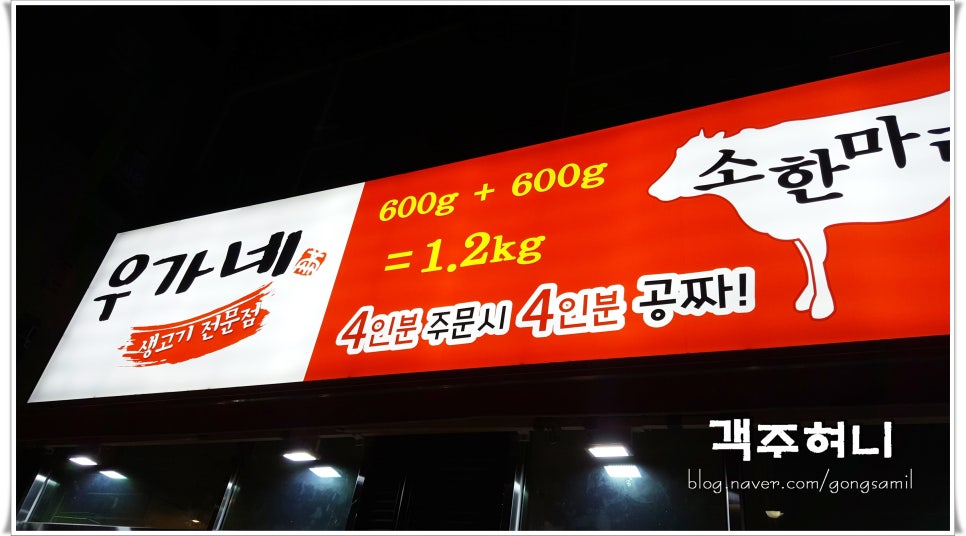 우가네
생고기 전문점
600g + 600g
=1.2kg
4인분 주문시 4인분 공짜!
소한마
객주혀니
blog.naver.com/gongsamil